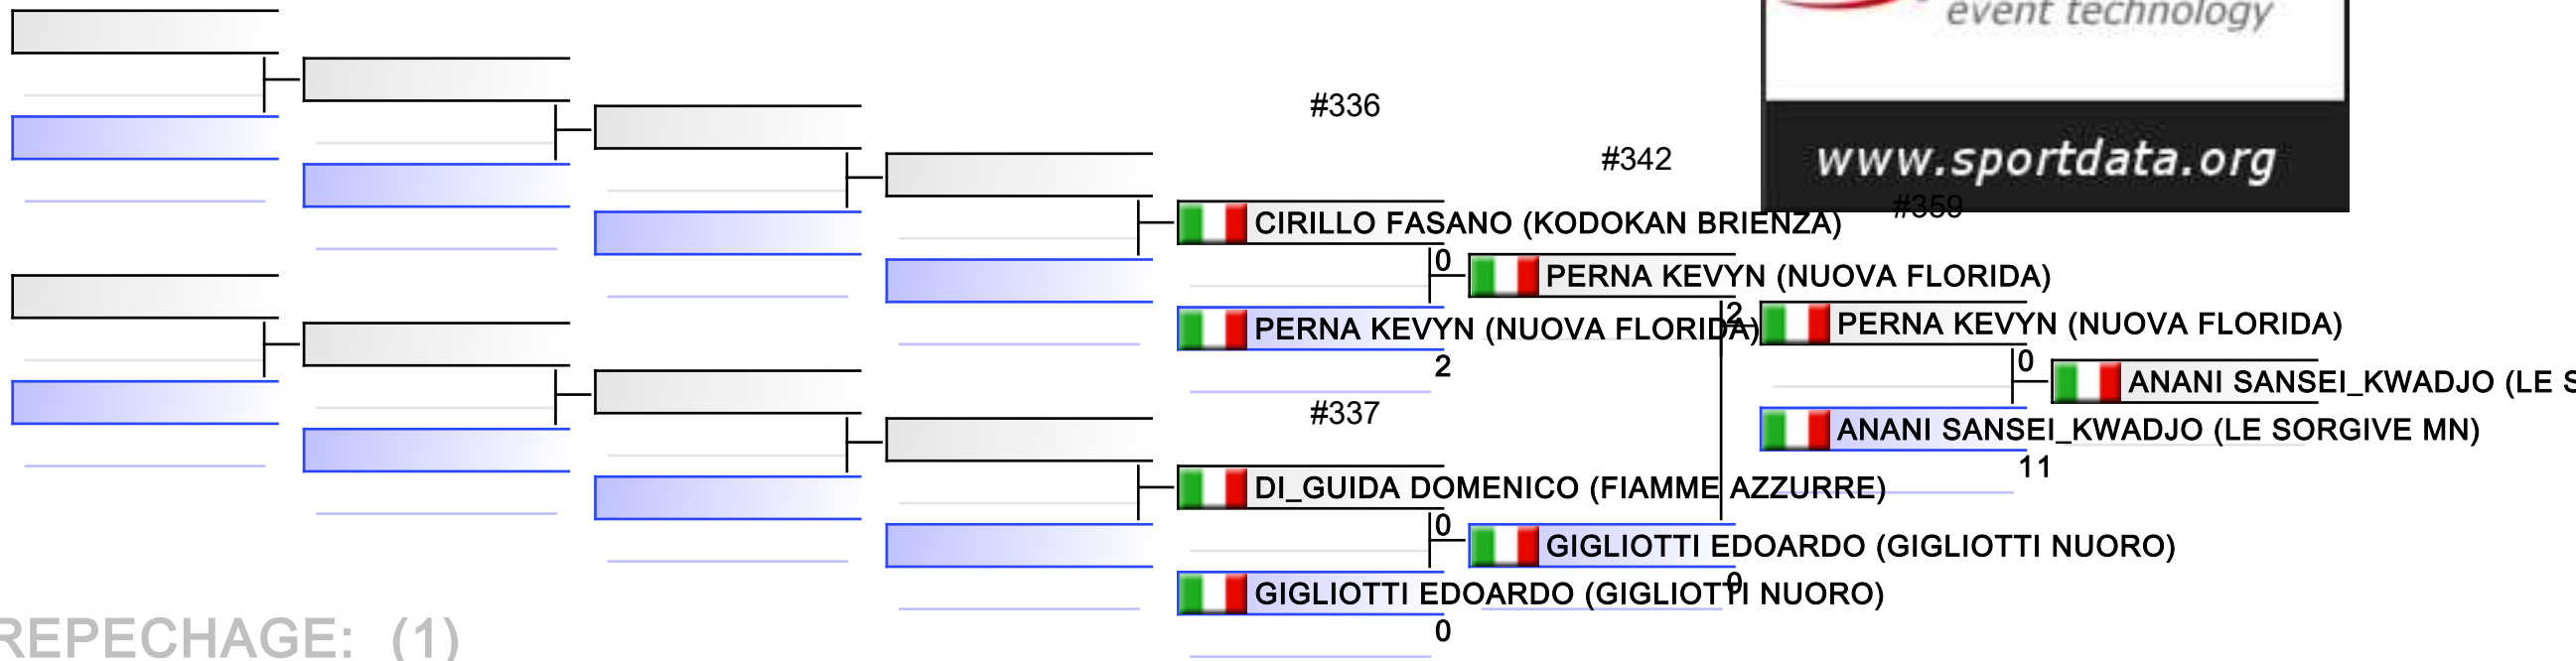 event technology
www.sportdata.org
#336
#342
#359
CIRILLO FASANO (KODOKAN BRIENZA)
0
PERNA KEVYN (NUOVA FLORIDA)
PERNA KEVYN (NUOVA FLORIDA)
2
2
PERNA KEVYN (NUOVA FLORIDA)
0
ANANI SANSEI_KWADJO (LE S
ANANI SANSEI_KWADJO (LE SORGIVE MN)
11
#337
DI_GUIDA DOMENICO (FIAMME AZZURRE)
0
GIGLIOTTI EDOARDO (GIGLIOTTI NUORO)
0
GIGLIOTTI EDOARDO (GIGLIOTTI NUORO)
0
REPECHAGE: (1)